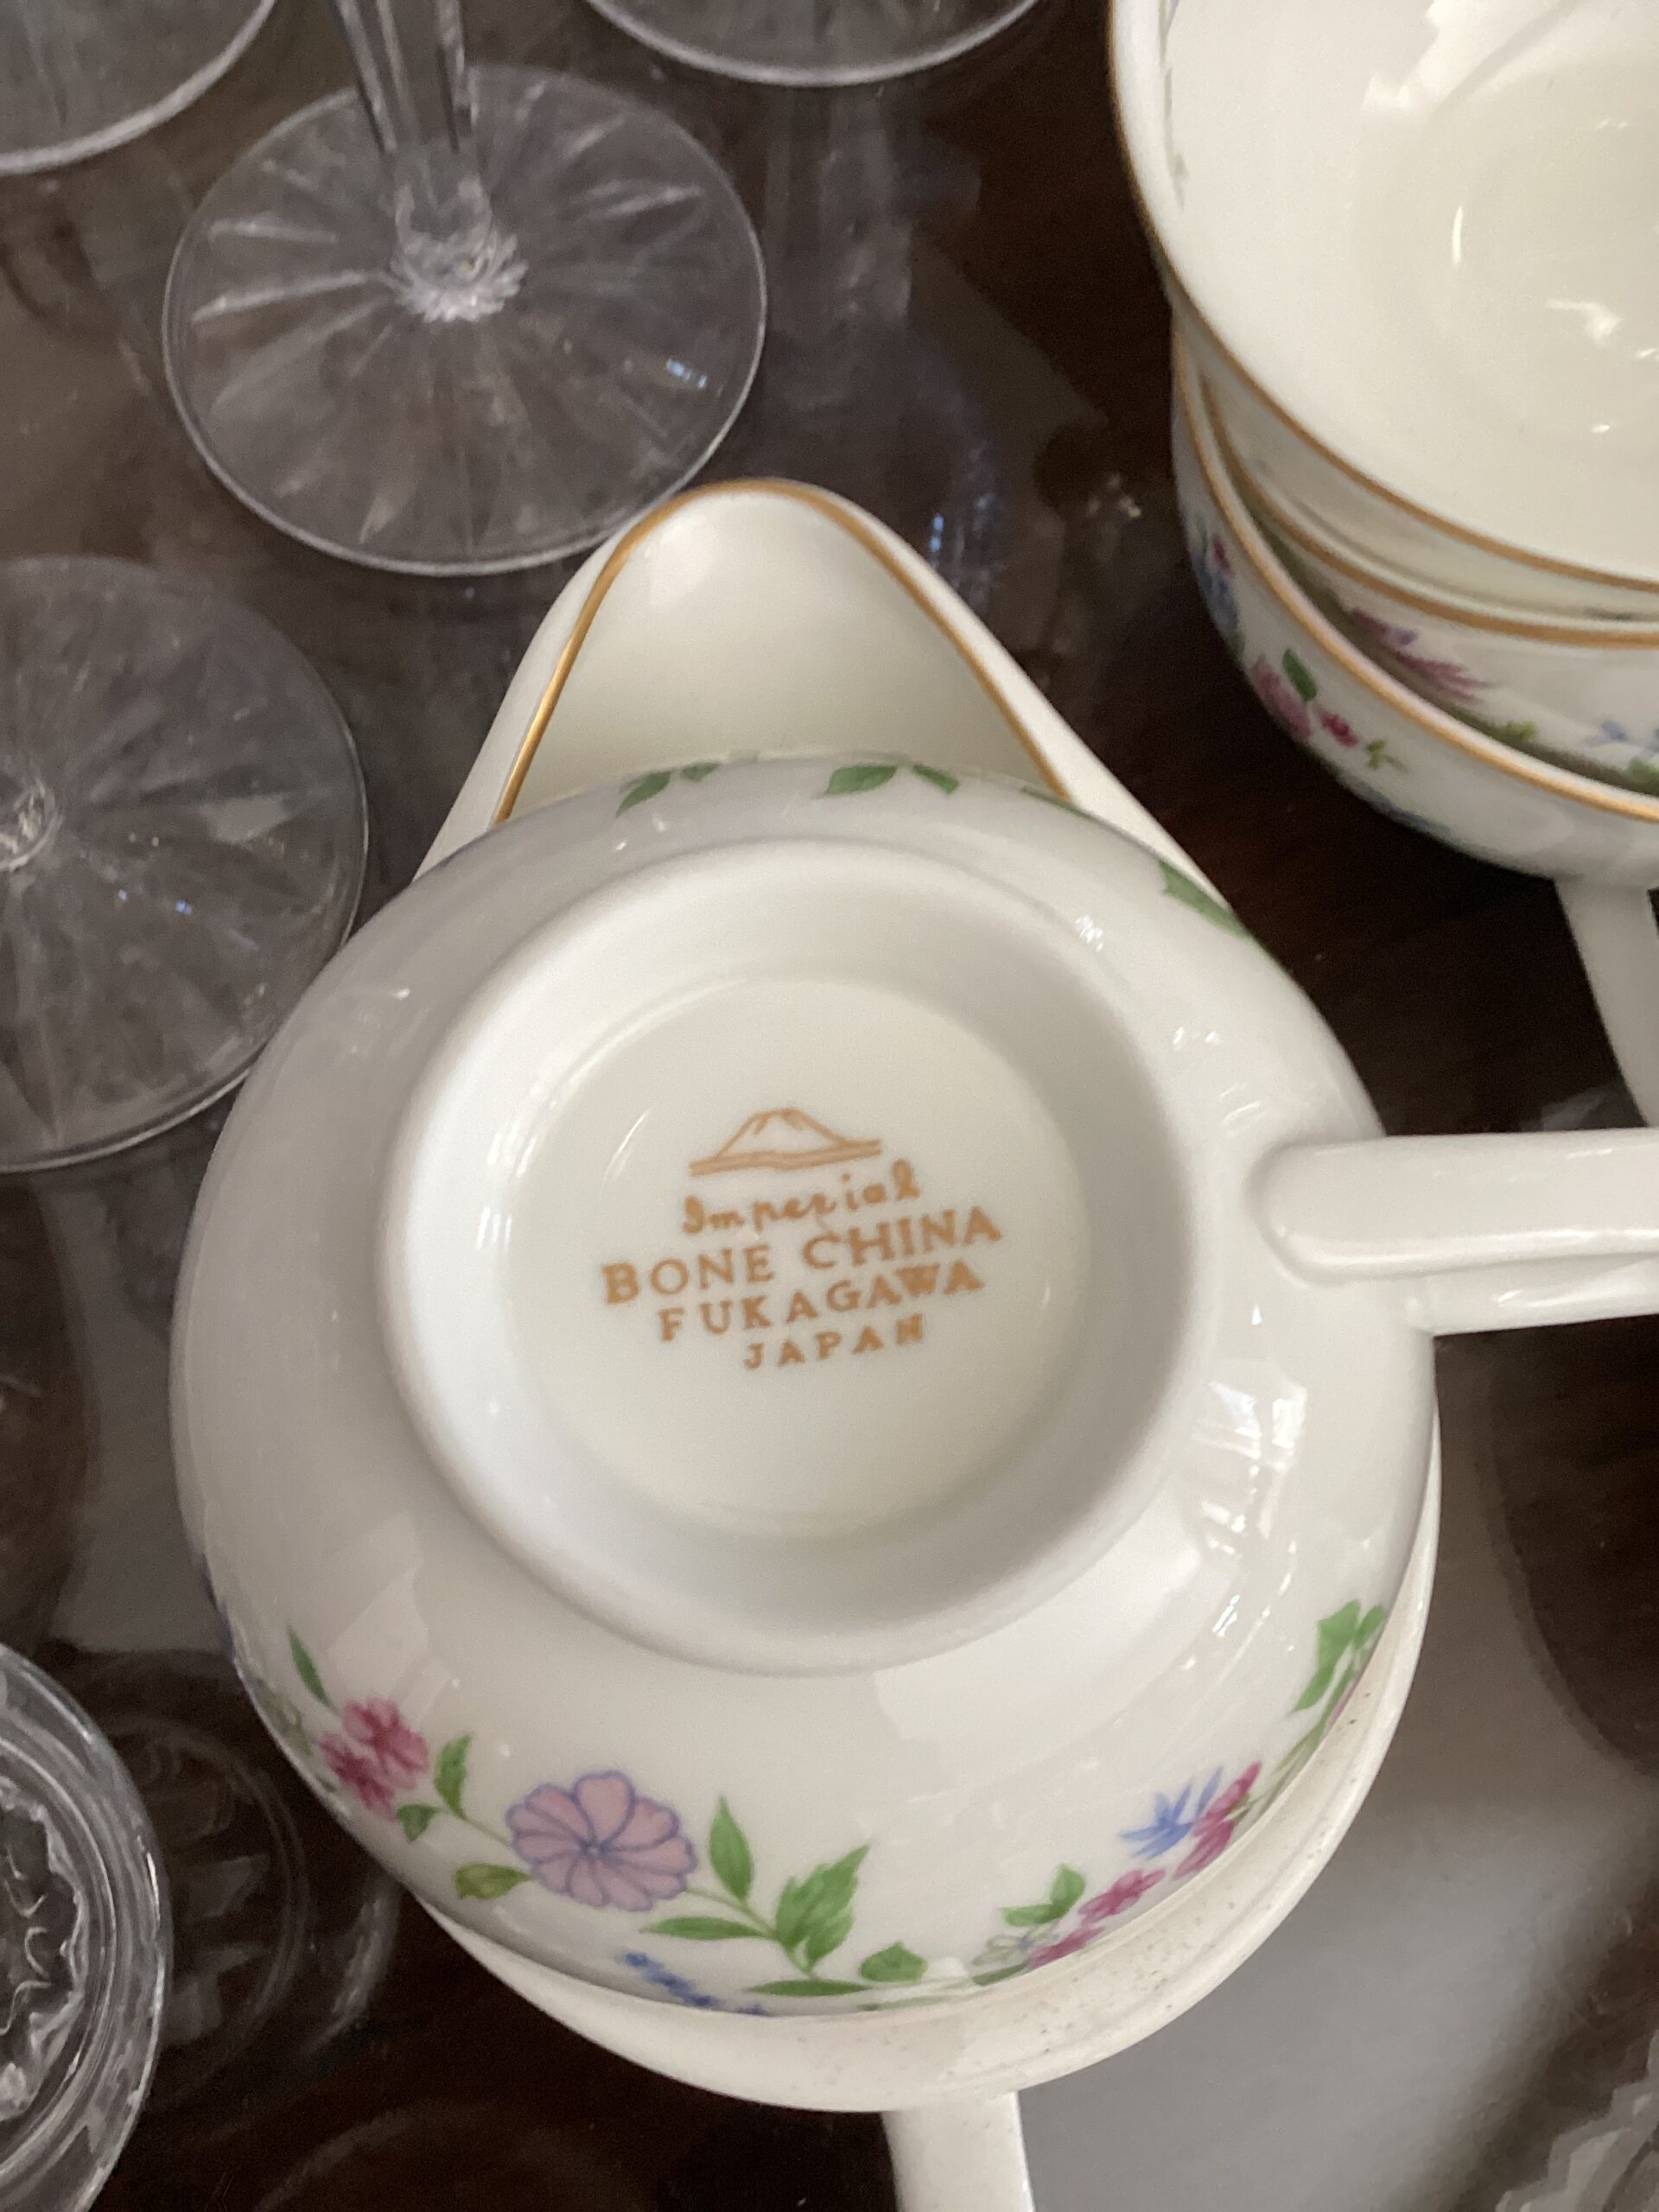 Imperial
BONE CHINA
FUKAGAWA
JAPAN